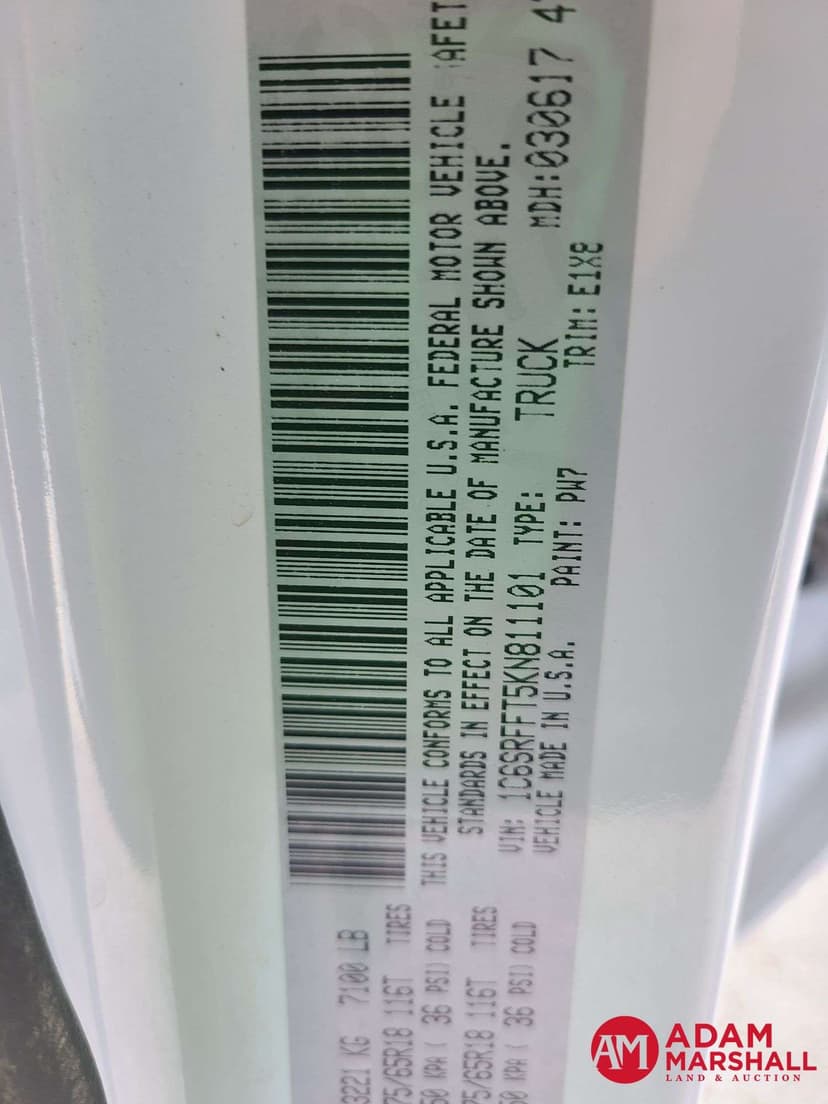 3221 KG 7100 LB
75/65R18 116T TIRES
50 KPA ( 36 PSI) COLD
75/65R18 116T TIRES
50 KPA ( 36 PSI) COLD
THIS VEHICLE CONFORMS TO ALL APPLICABLE U.S.A. FEDERAL MOTOR VEHICLE AFET
STANDARDS IN EFFECT ON THE DATE OF MANUFACTURE SHOWN ABOVE.
VIN: 1C6SRFFT5KN811101 TYPE: TRUCK MDH:030617 4
VEHICLE MADE IN U.S.A. PAINT: PW7 TRIM: E1X8
AM ADAM
MARSHALL
LAND & AUCTION